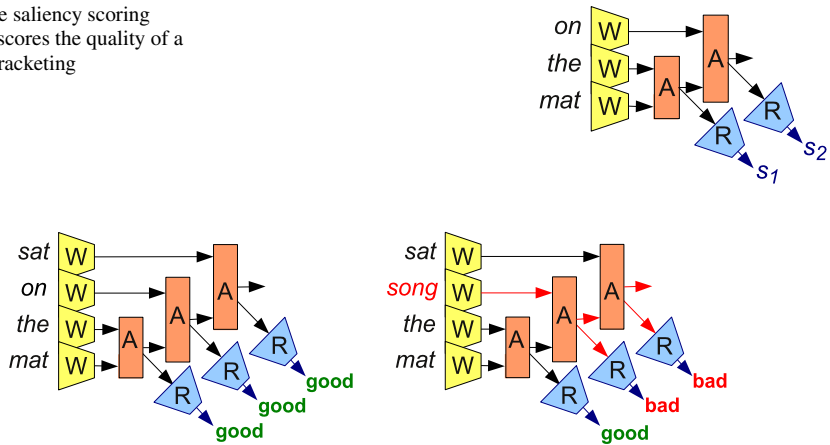 e saliency scoring
scores the quality of a
racketing
on W
the W A
mat W A
R R
s1 s2
sat W
on W A
the W A
mat W A
R R R
good good good
sat W
song W A
the W A
mat W A
R R R
good bad bad